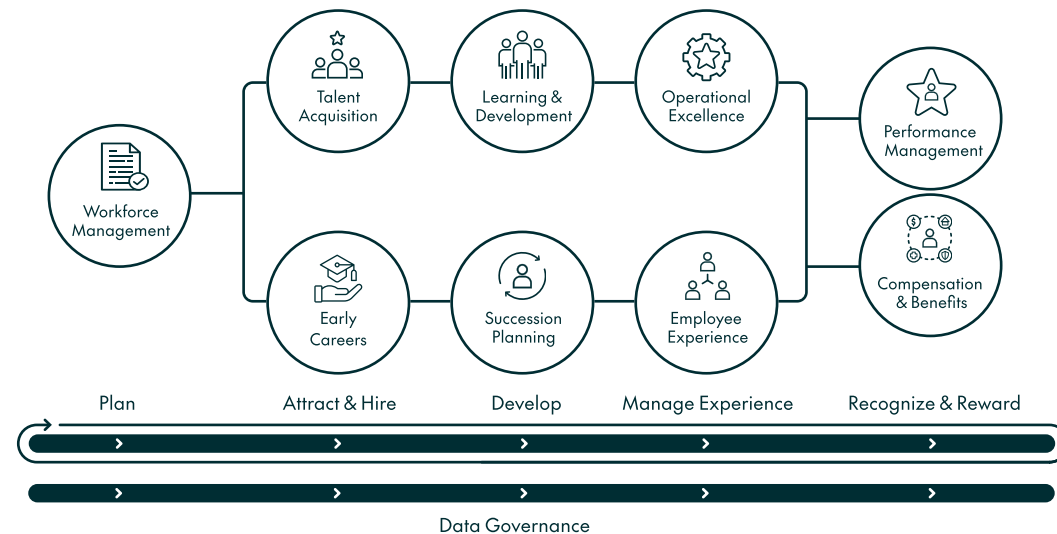 Talent
Acquisition
Learning &
Development
Operational
Excellence
Performance
Management
Workforce
Management
Compensation
& Benefits
Early
Careers
Succession
Planning
Employee
Experience
Plan
Attract & Hire
Develop
Manage Experience
Recognize & Reward
Data Governance